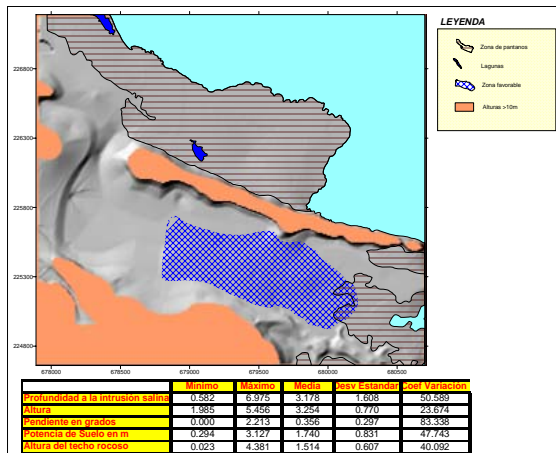 LEYENDA
Zona de pantanos
Lagunas
Zona favorable
Alturas >10m
226800
226300
225800
225300
224800
678000 678500 679000 679500 680000 680500
Minimo Máximo Media Desv Estandar Coef Variación
Profundidad a la intrusión salina 0.582 6.975 3.178 1.608 50.589
Altura 1.985 5.456 3.254 0.770 23.674
Pendiente en grados 0.000 2.213 0.356 0.297 83.338
Potencia de Suelo en m 0.294 3.127 1.740 0.831 47.743
Altura del techo rocoso 0.023 4.381 1.514 0.607 40.092